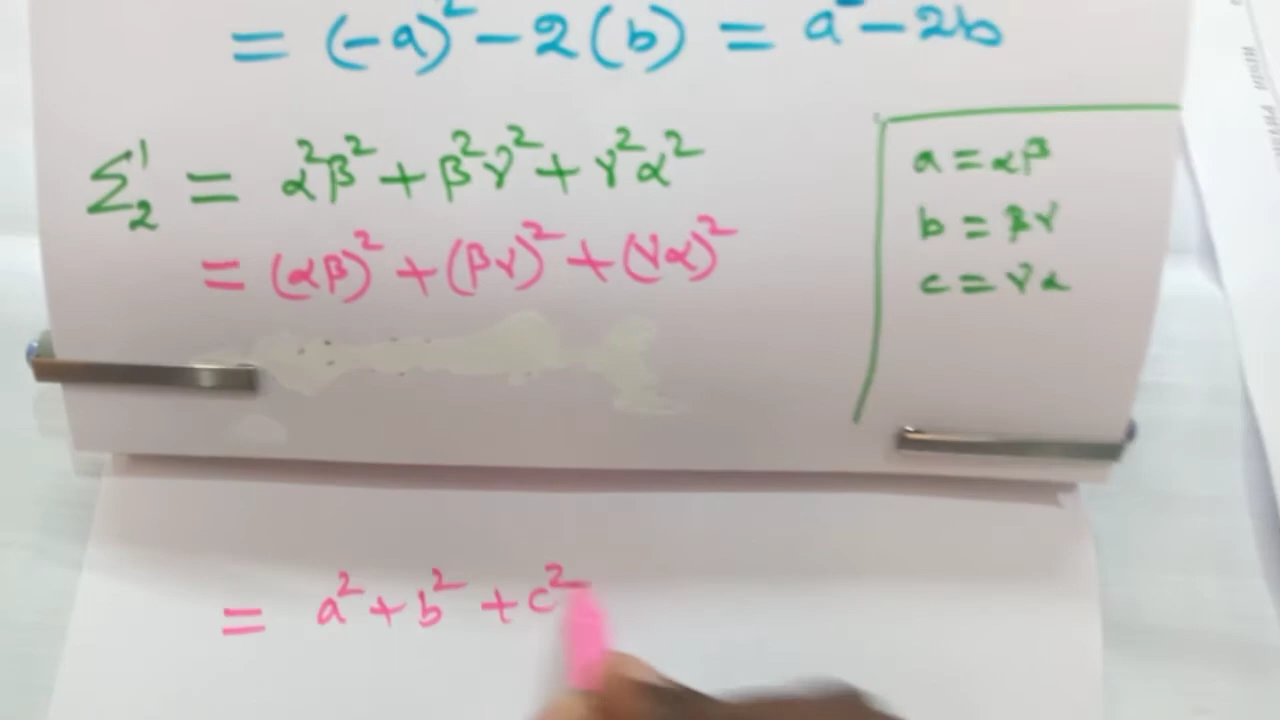 = (-a)² - 2(b) = a² - 2b
Σ₂¹ = α²β² + β²γ² + γ²α²
= (αβ)² + (βγ)² + (γα)²
a = αβ
b = βγ
c = γα
= a² + b² + c²